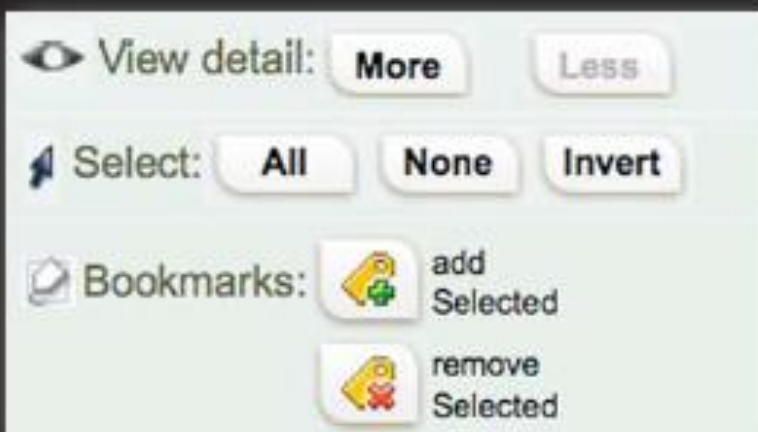 View detail: More Less
Select: All None Invert
Bookmarks: add
Selected
remove
Selected